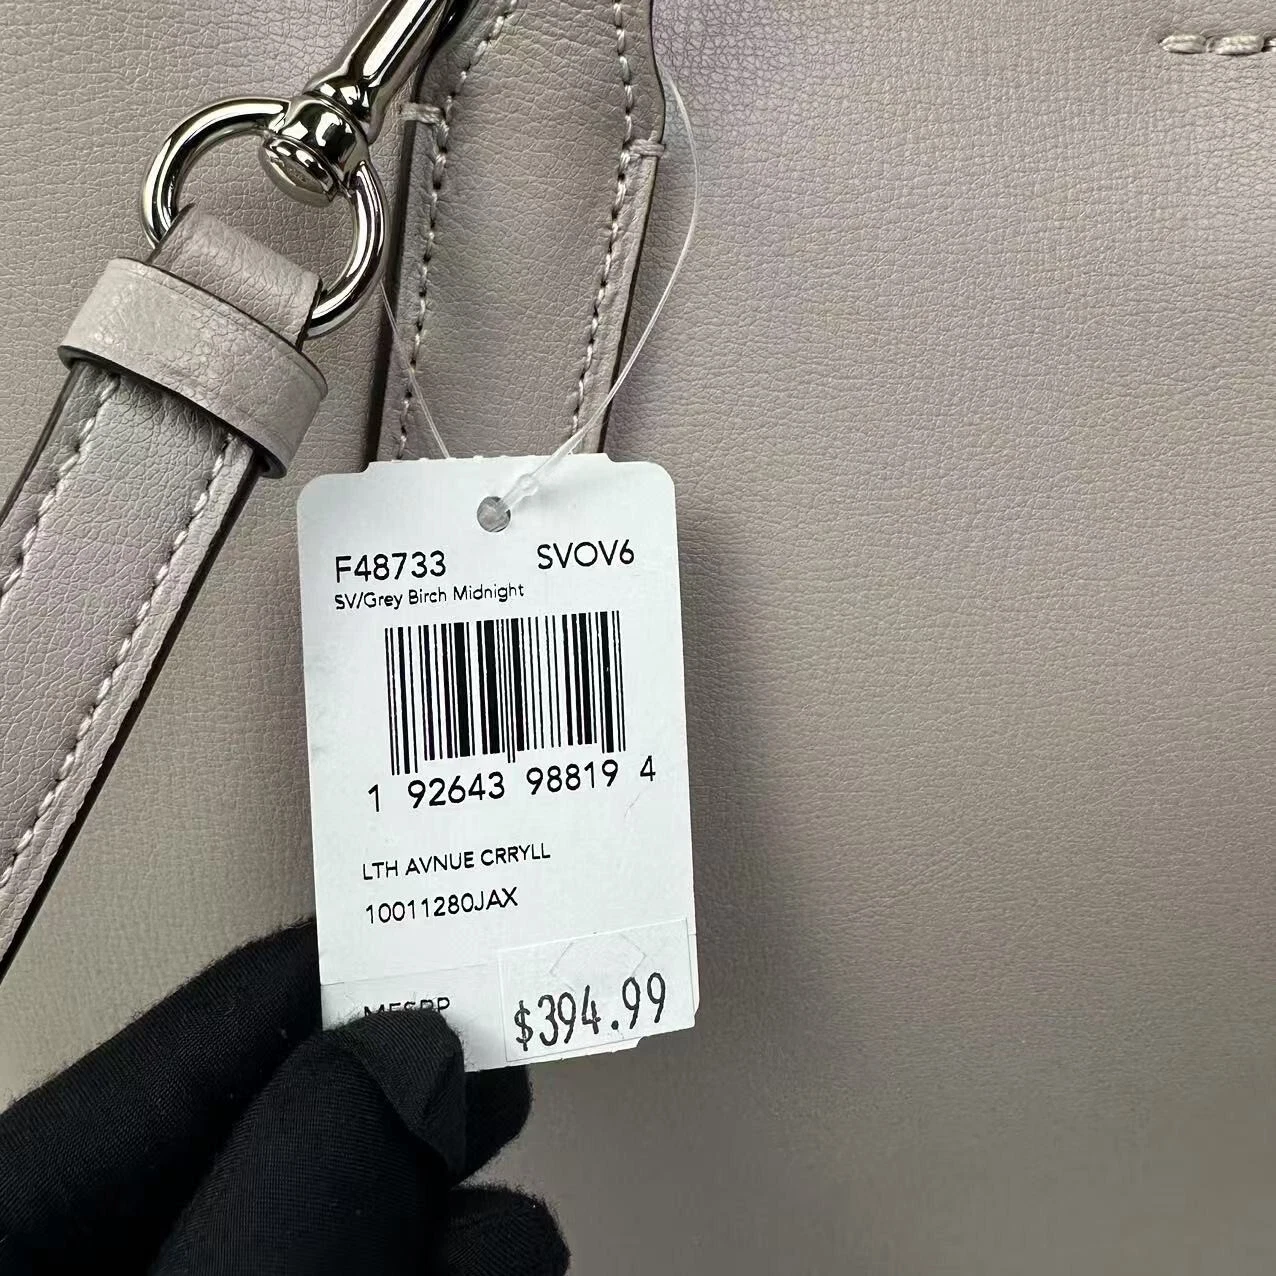 F48733 SVOV6
SV/Grey Birch Midnight
1 92643 98819 4
LTH AVNUE CRRYLL
10011280JAX
$394.99